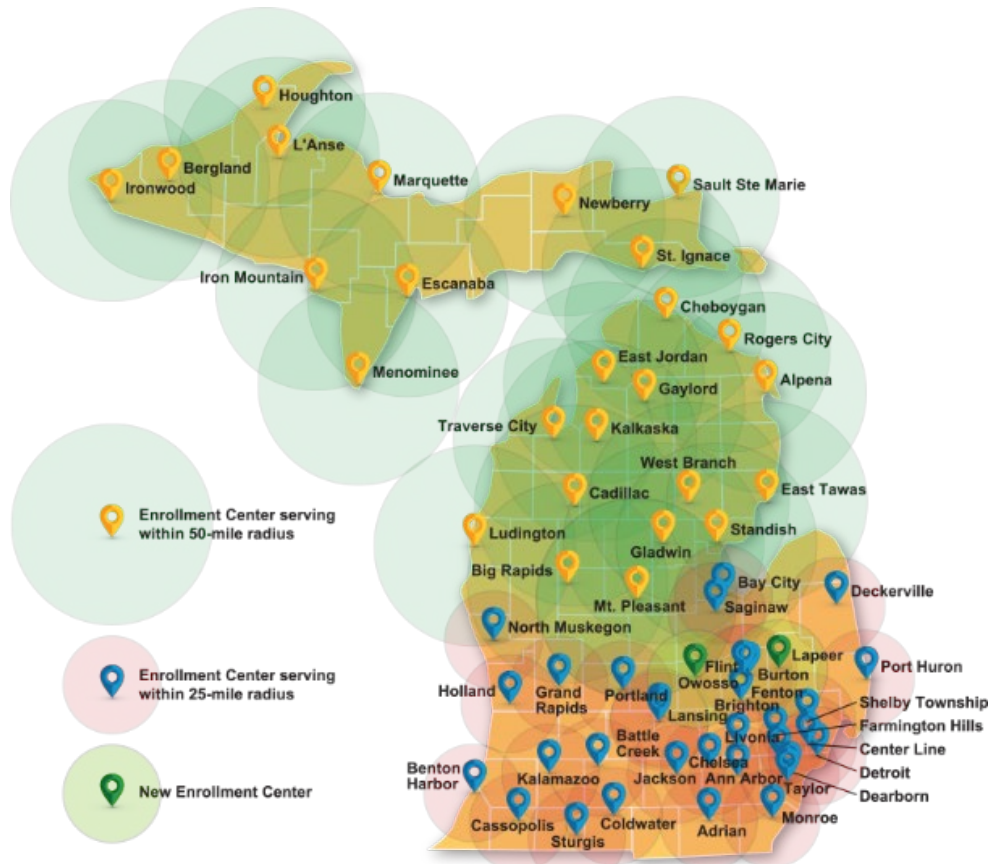 Houghton
L'Anse
Bergland
Marquette
Sault Ste Marie
Ironwood
Newberry
St. Ignace
Iron Mountain
Escanaba
Cheboygan
Rogers City
East Jordan
Menominee
Gaylord
Alpena
Traverse City
Kalkaska
West Branch
Cadillac
East Tawas
Enrollment Center serving
within 50-mile radius
Ludington
Standish
Gladwin
Big Rapids
Bay City
Deckerville
Mt. Pleasant
Saginaw
North Muskegon
Lapeer
Flint
Port Huron
Enrollment Center serving
within 25-mile radius
Burton
Owosso
Holland
Grand
Rapids
Portland
Fenton
Brighton
Shelby Township
Lansing
Farmington Hills
Livonia
Battle
Creek
Center Line
Chelsea
Benton
Harbor
Kalamazoo
Jackson
Ann Arbor
Detroit
Taylor
New Enrollment Center
Dearborn
Cassopolis
Coldwater
Sturgis
Adrian
Monroe